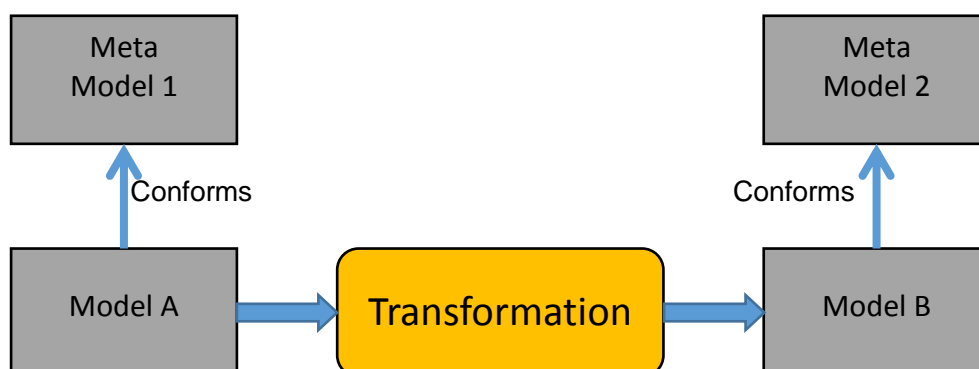 Meta
Model 1
Meta
Model 2
Conforms
Conforms
Model A
Transformation
Model B